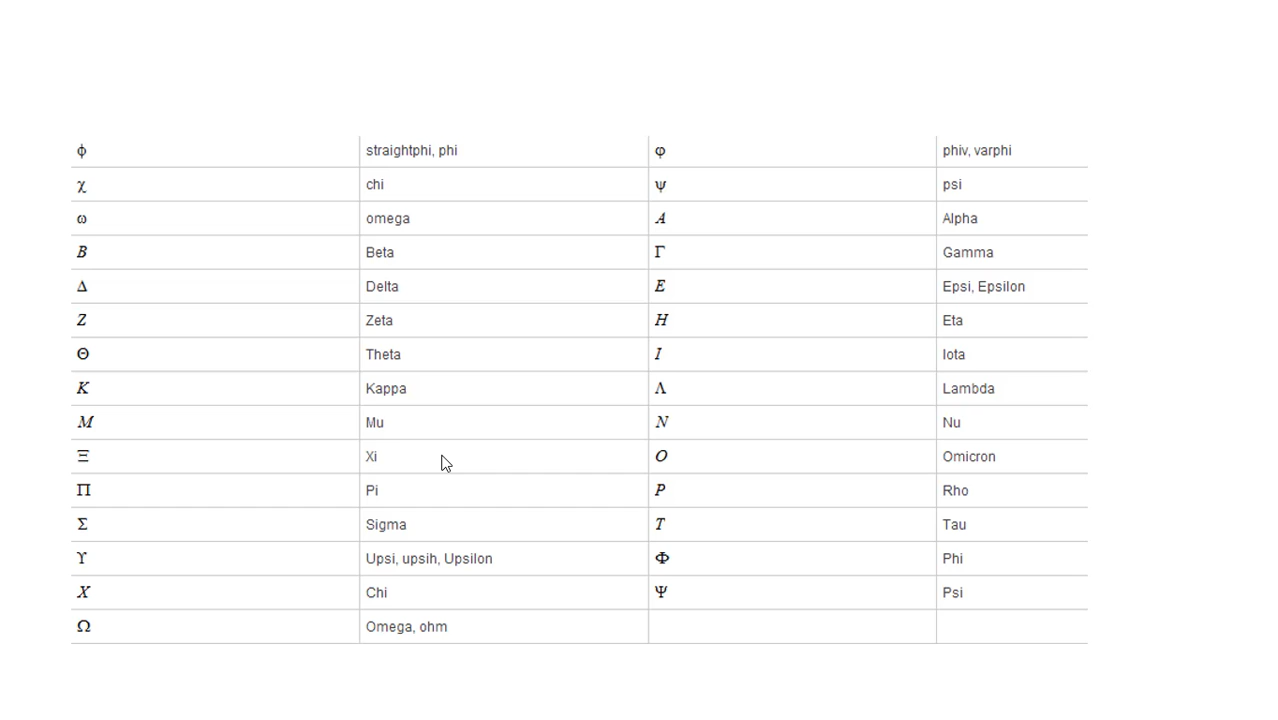 ϕ straightphi, phi φ phiv, varphi
χ chi ψ psi
ω omega A Alpha
B Beta Γ Gamma
Δ Delta E Epsi, Epsilon
Z Zeta H Eta
Θ Theta I Iota
K Kappa Λ Lambda
M Mu N Nu
Ξ Xi O Omicron
Π Pi P Rho
Σ Sigma T Tau
ϒ Upsi, upsih, Upsilon Φ Phi
X Chi Ψ Psi
Ω Omega, ohm